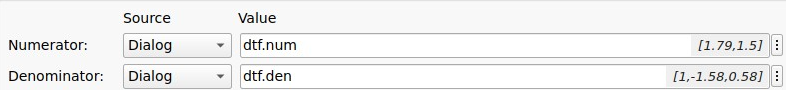 Source Value
Numerator: Dialog dtf.num [1.79,1.5]
Denominator: Dialog dtf.den [1,-1.58,0.58]